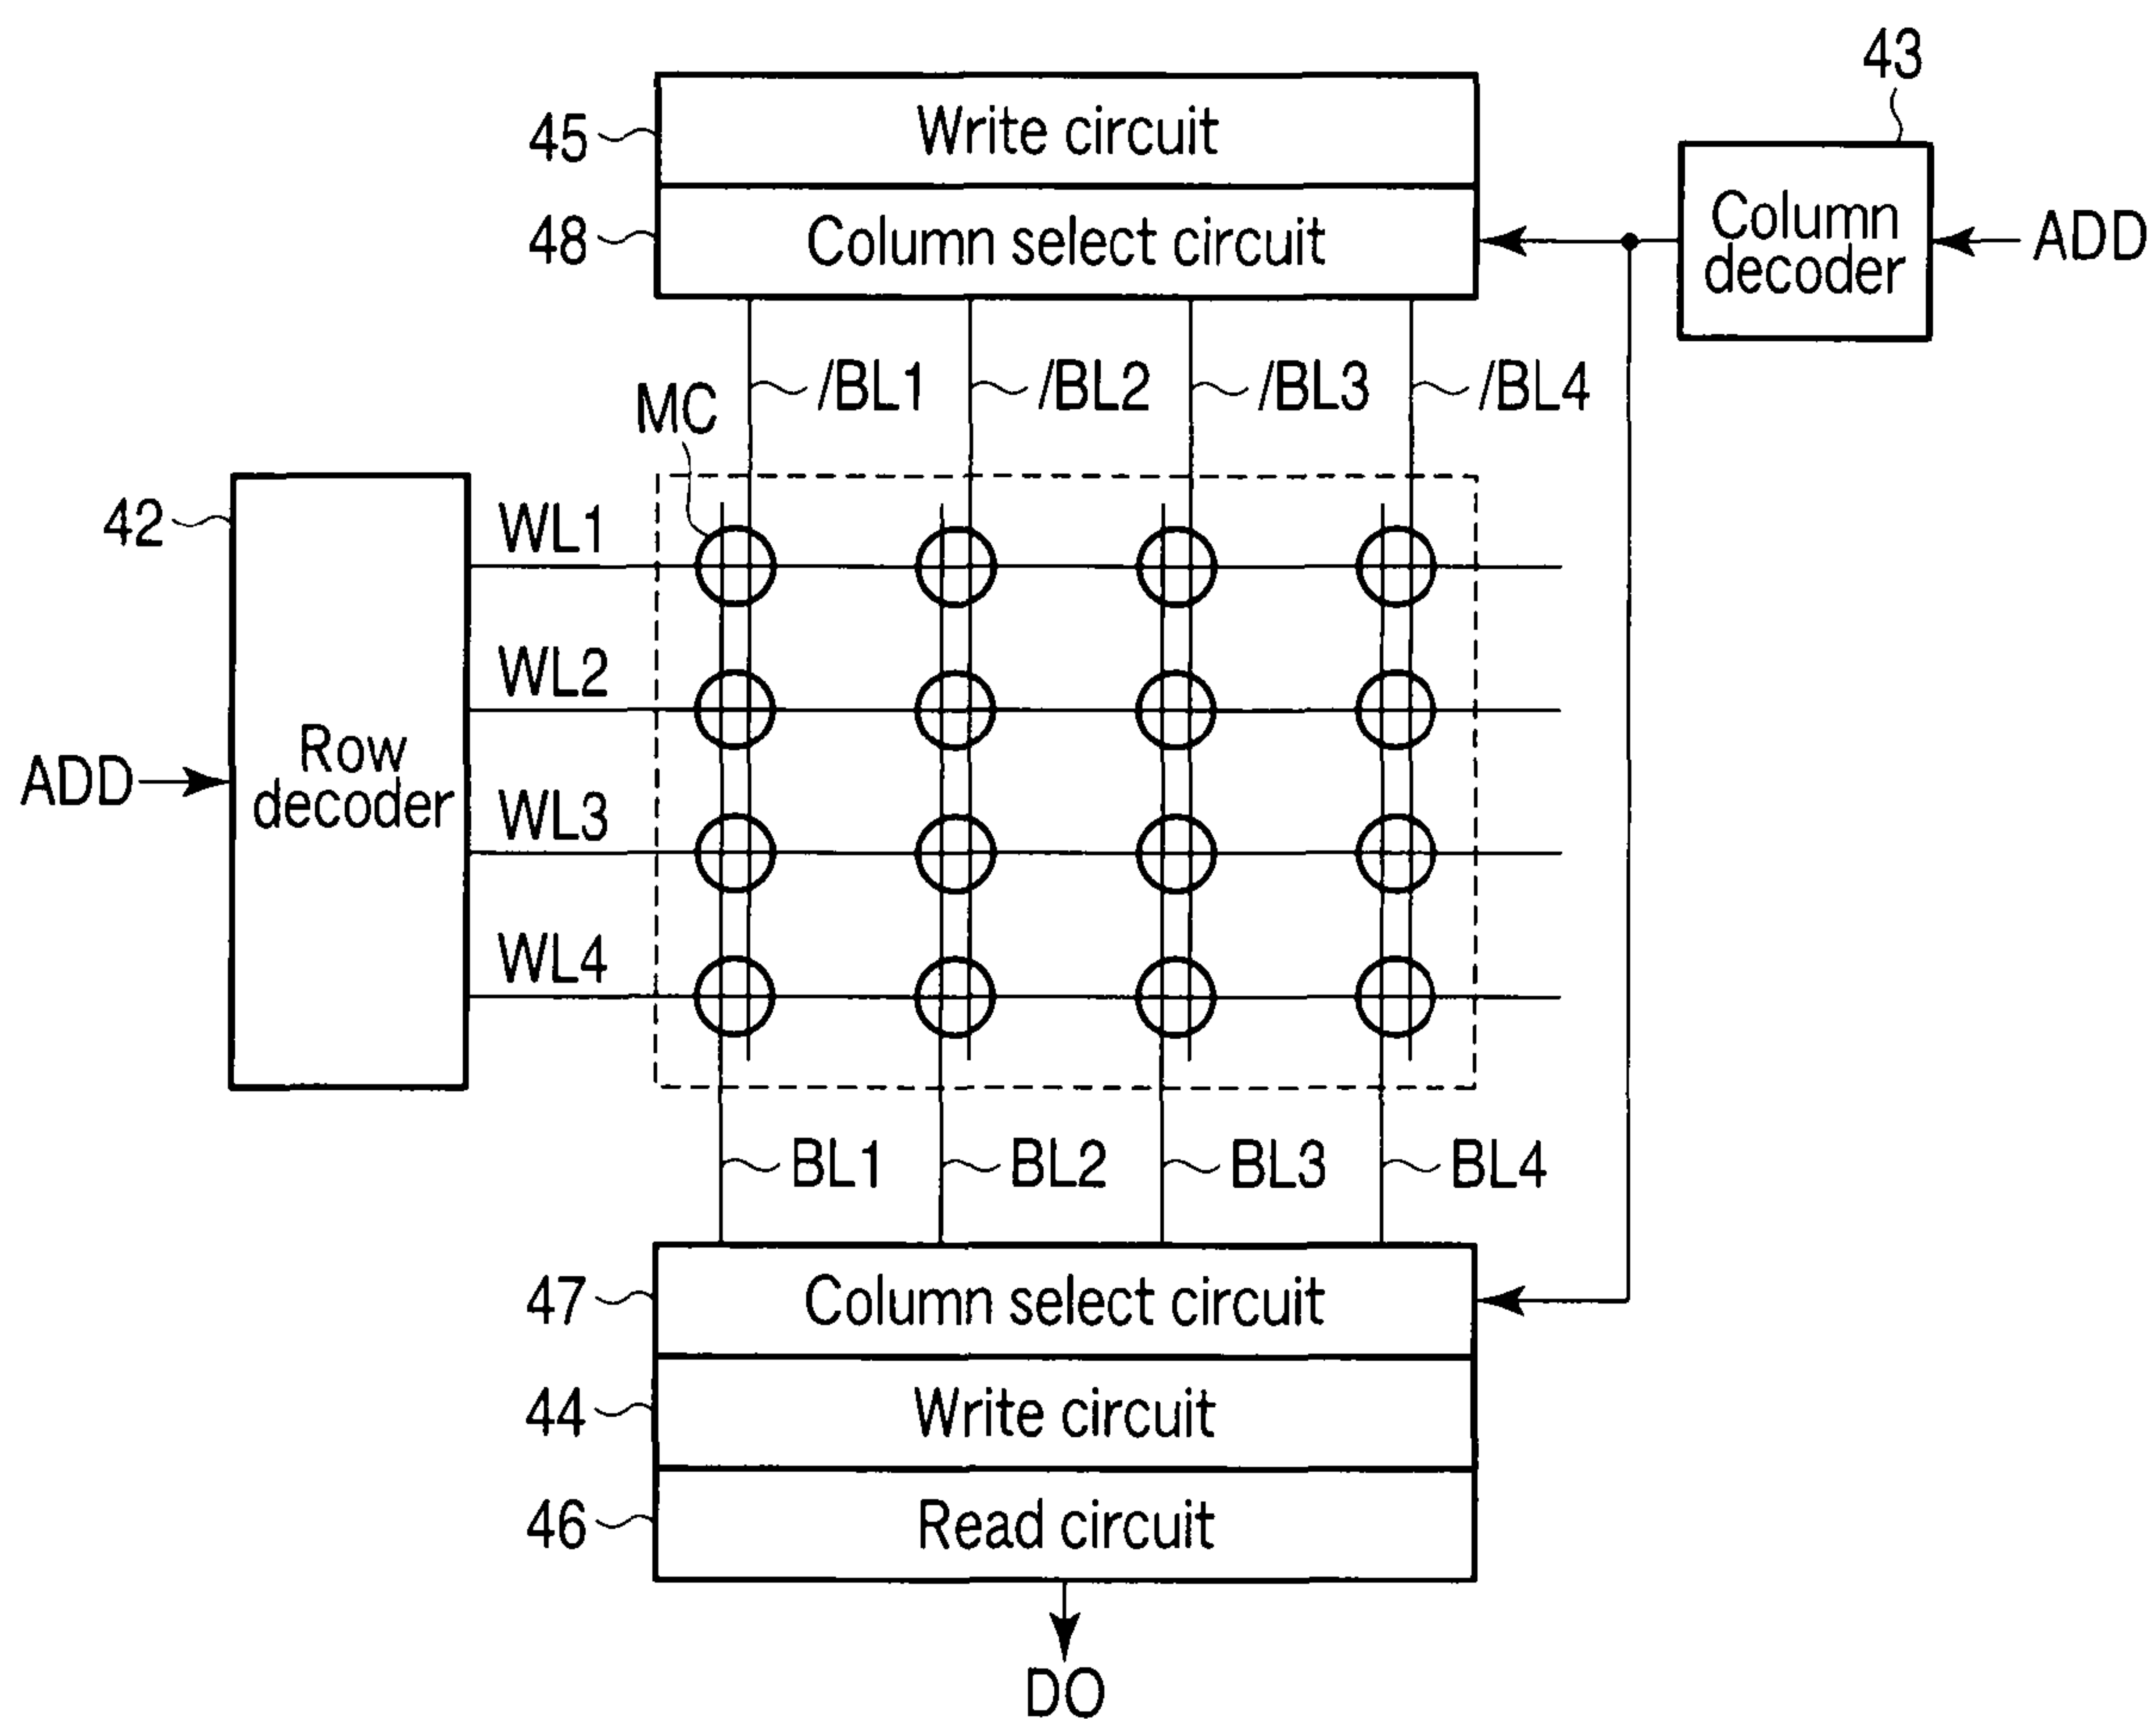 43
45
Write circuit
48
Column select circuit
Column
decoder
ADD
/BL1
/BL2
/BL3
/BL4
MC
42
WL1
WL2
Row
decoder
ADD
WL3
WL4
BL1
BL2
BL3
BL4
47
Column select circuit
44
Write circuit
46
Read circuit
DO